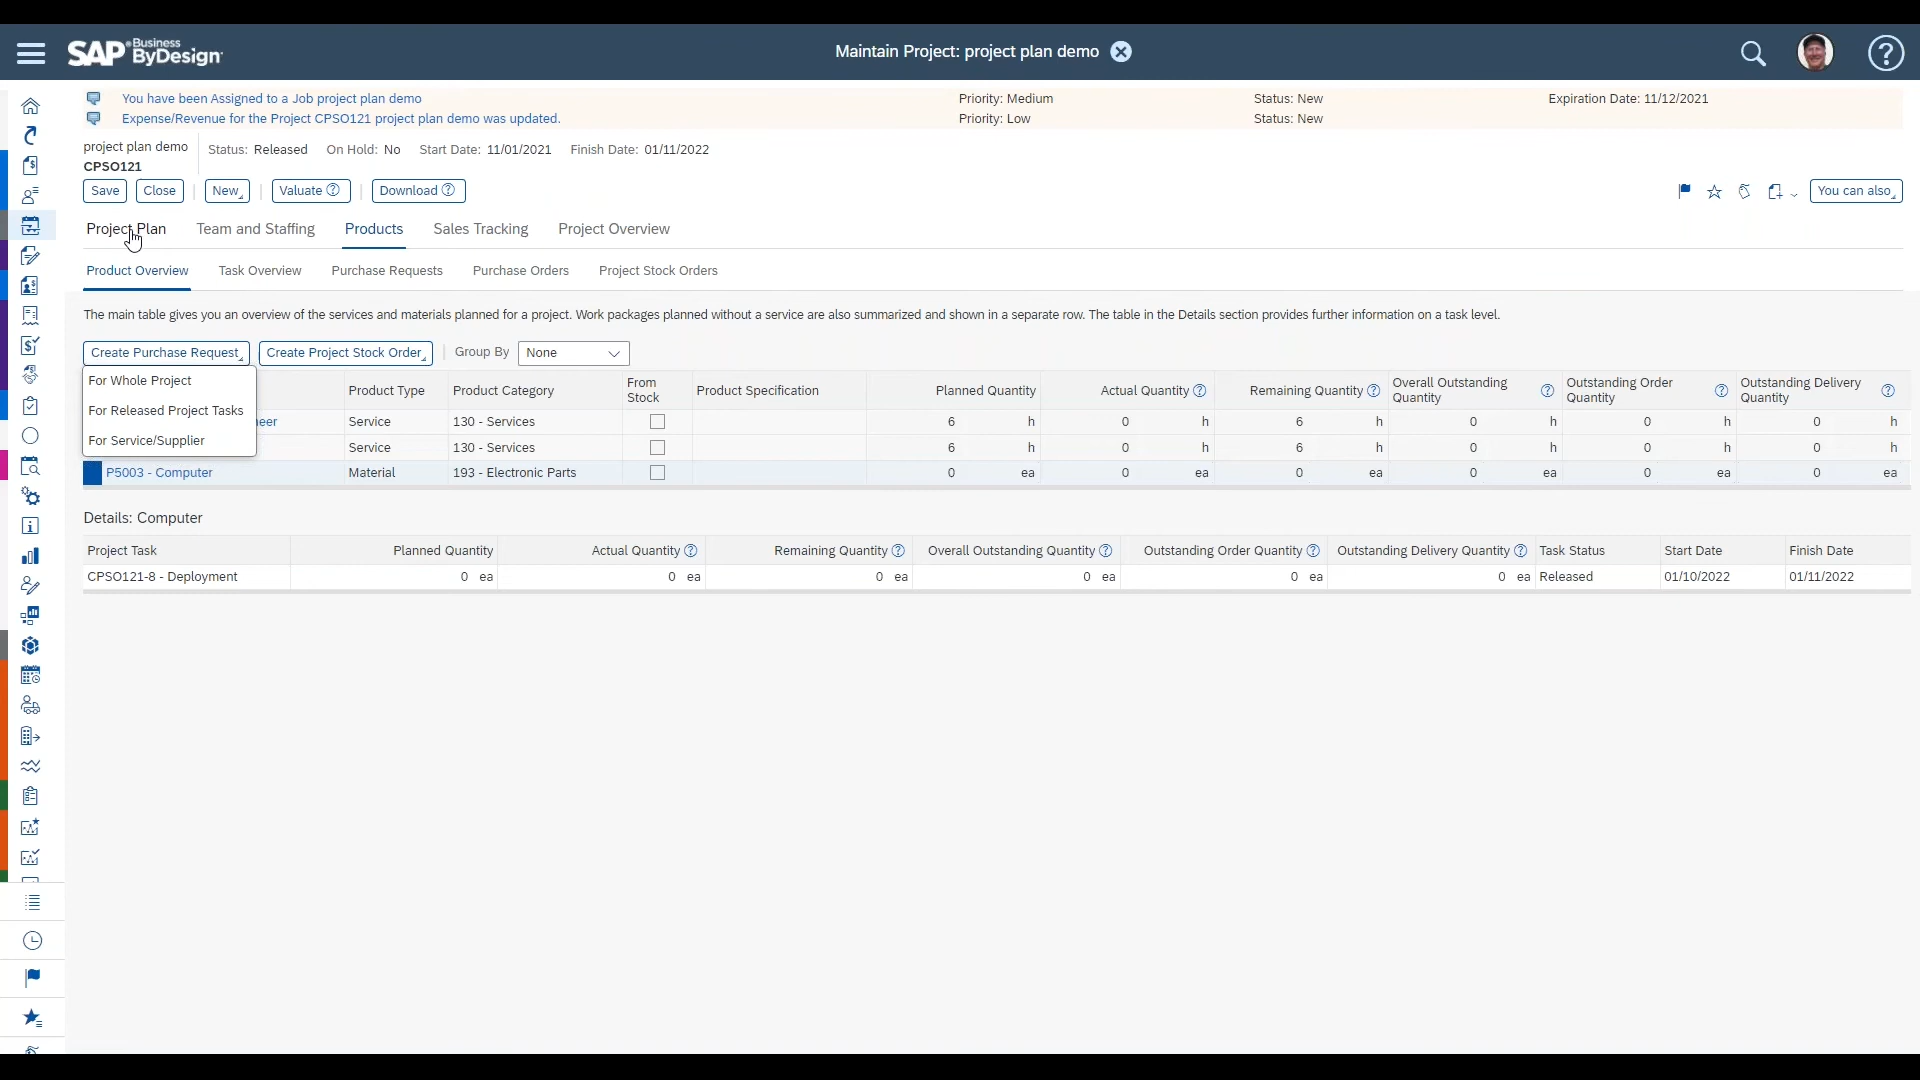 SAP Business ByDesign
Maintain Project: project plan demo
You have been Assigned to a Job project plan demo Priority: Medium Status: New Expiration Date: 11/12/2021
Expense/Revenue for the Project CPSO121 project plan demo was updated. Priority: Low Status: New
project plan demo Status: Released On Hold: No Start Date: 11/01/2021 Finish Date: 01/11/2022
CPSO121
Save Close New Valuate Download You can also
Project Plan Team and Staffing Products Sales Tracking Project Overview
Product Overview Task Overview Purchase Requests Purchase Orders Project Stock Orders
The main table gives you an overview of the services and materials planned for a project. Work packages planned without a service are also summarized and shown in a separate row. The table in the Details section provides further information on a task level.
Create Purchase Request Create Project Stock Order Group By None
For Whole Project
For Released Project Tasks
For Service/Supplier
Product Type Product Category From Stock Product Specification Planned Quantity Actual Quantity Remaining Quantity Overall Outstanding Quantity Outstanding Order Quantity Outstanding Delivery Quantity
neer Service 130 - Services 6 h 0 h 6 h 0 h 0 h 0 h
Service 130 - Services 6 h 0 h 6 h 0 h 0 h 0 h
P5003 - Computer Material 193 - Electronic Parts 0 ea 0 ea 0 ea 0 ea 0 ea 0 ea
Details: Computer
Project Task Planned Quantity Actual Quantity Remaining Quantity Overall Outstanding Quantity Outstanding Order Quantity Outstanding Delivery Quantity Task Status Start Date Finish Date
CPSO121-8 - Deployment 0 ea 0 ea 0 ea 0 ea 0 ea 0 ea Released 01/10/2022 01/11/2022